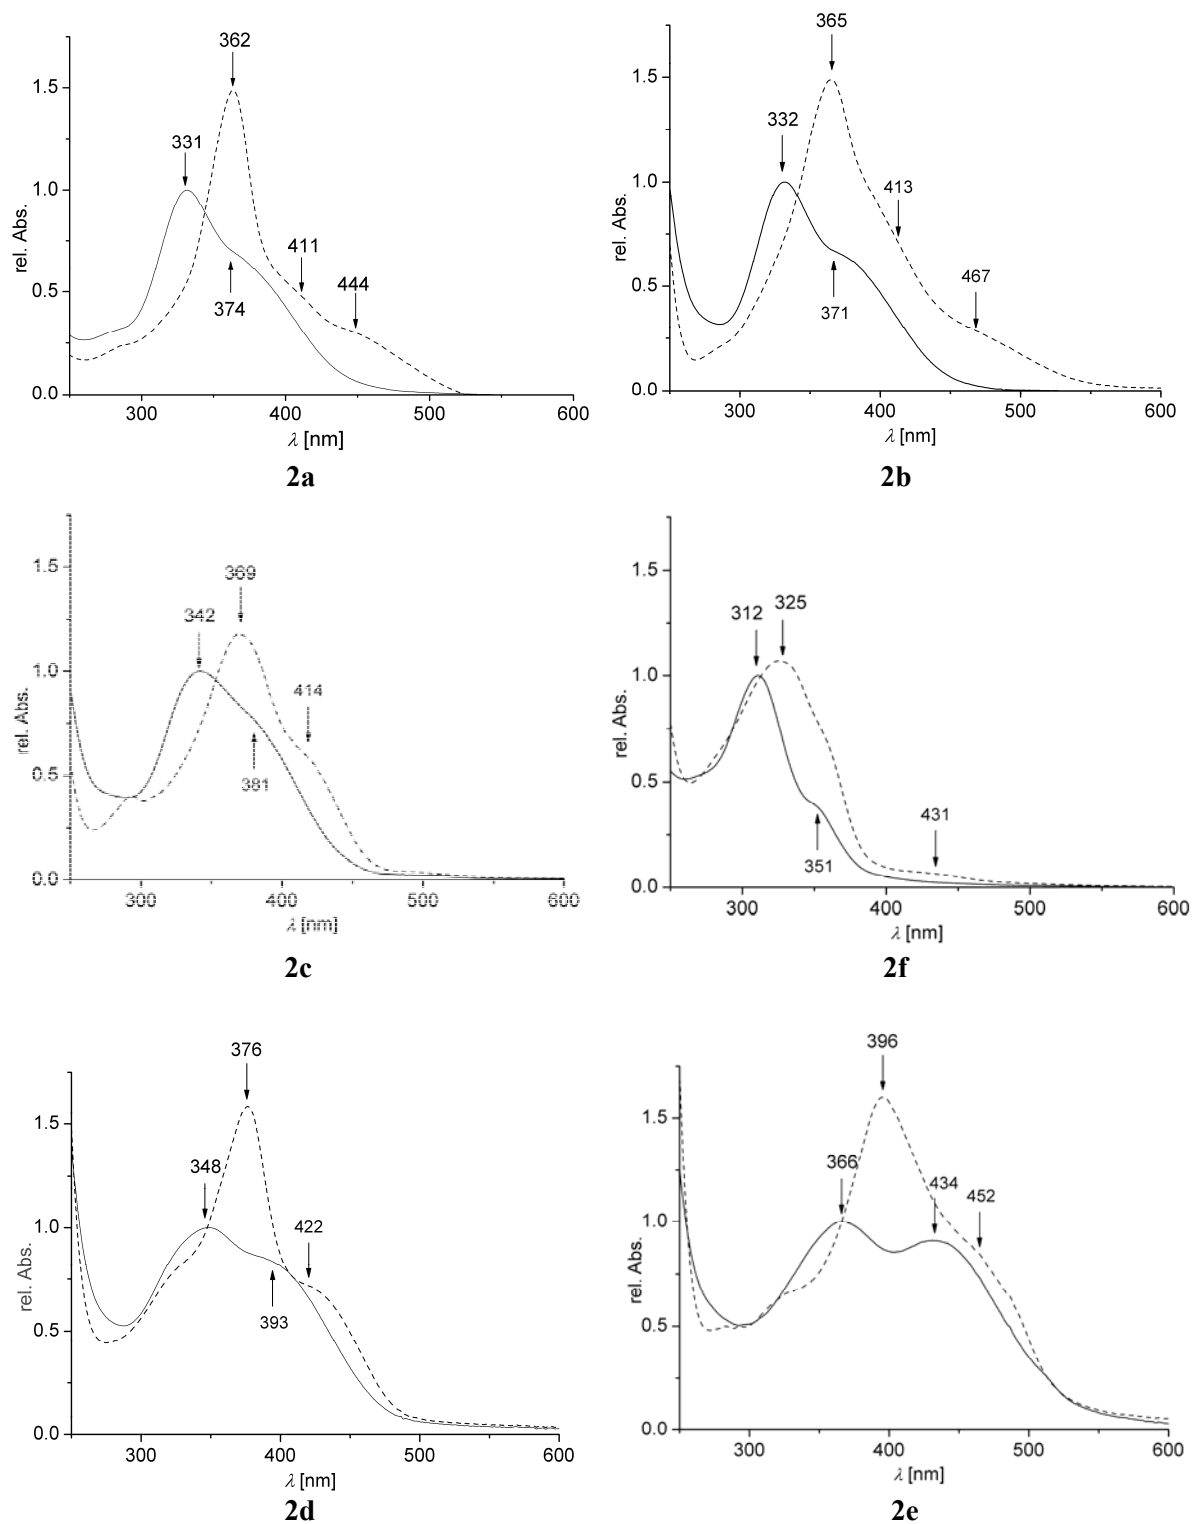 362
331
411
444
374
1.5
1.0
0.5
0.0
rel. Abs.
300 400 500 600
λ [nm]
2a
365
332
413
467
371
1.5
1.0
0.5
0.0
rel. Abs.
300 400 500 600
λ [nm]
2b
369
342
414
381
1.5
1.0
0.5
0.0
rel. Abs.
300 400 500 600
λ [nm]
2c
312 325
431
351
1.5
1.0
0.5
0.0
rel. Abs.
300 400 500 600
λ [nm]
2f
376
348
422
393
1.5
1.0
0.5
0.0
rel. Abs.
300 400 500 600
λ [nm]
2d
396
366
434
452
1.5
1.0
0.5
0.0
rel. Abs.
300 400 500 600
λ [nm]
2e